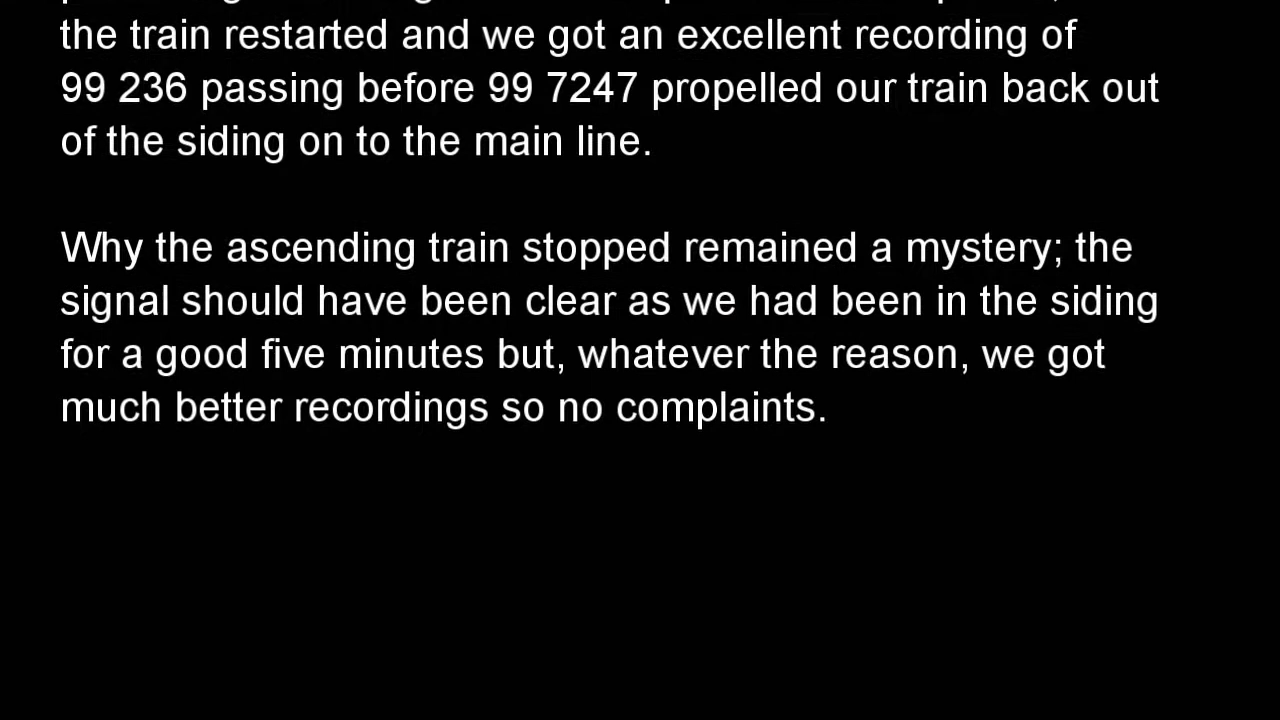 the train restarted and we got an excellent recording of
99 236 passing before 99 7247 propelled our train back out
of the siding on to the main line.
Why the ascending train stopped remained a mystery; the
signal should have been clear as we had been in the siding
for a good five minutes but, whatever the reason, we got
much better recordings so no complaints.